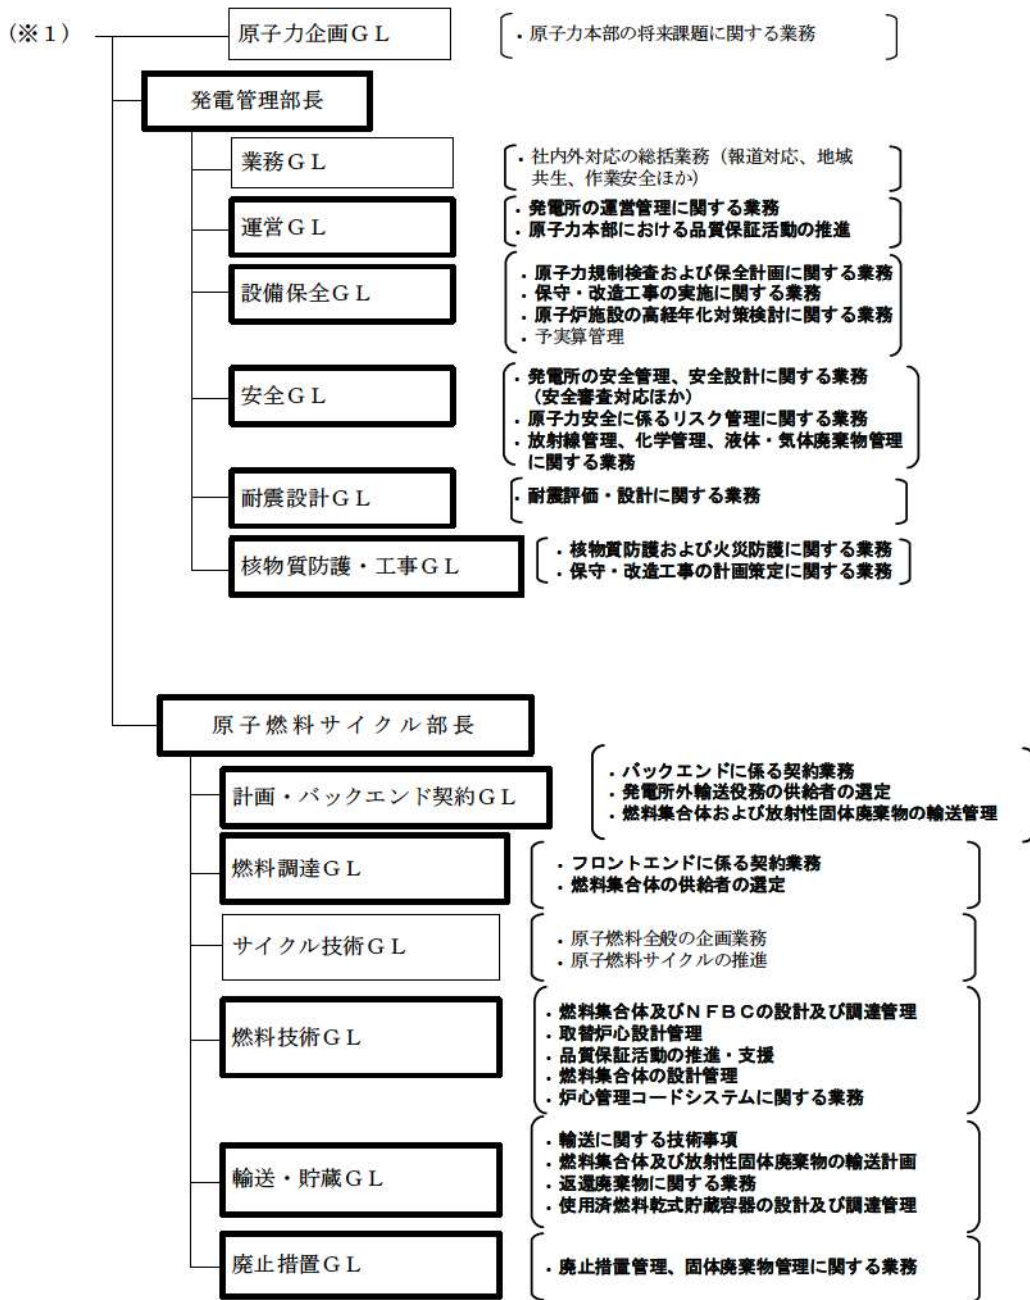 (※1)
原子力企画GL
・原子力本部の将来課題に関する業務
発電管理部長
業務GL
・社内外対応の総括業務（報道対応、地域
共生、作業安全ほか）
運営GL
・発電所の運営管理に関する業務
・原子力本部における品質保証活動の推進
設備保全GL
・原子力規制検査および保全計画に関する業務
・保守・改造工事の実施に関する業務
・原子炉施設の高経年化対策検討に関する業務
・予実算管理
安全GL
・発電所の安全管理、安全設計に関する業務
（安全審査対応ほか）
・原子力安全に係るリスク管理に関する業務
・放射線管理、化学管理、液体・気体廃棄物管理
に関する業務
耐震設計GL
・耐震評価・設計に関する業務
核物質防護・工事GL
・核物質防護および火災防護に関する業務
・保守・改造工事の計画策定に関する業務
原子燃料サイクル部長
計画・バックエンド契約GL
・バックエンドに係る契約業務
・発電所外輸送役務の供給者の選定
・燃料集合体および放射性固体廃棄物の輸送管理
燃料調達GL
・フロントエンドに係る契約業務
・燃料集合体の供給者の選定
サイクル技術GL
・原子燃料全般の企画業務
・原子燃料サイクルの推進
燃料技術GL
・燃料集合体及びNFBCの設計及び調達管理
・取替炉心設計管理
・品質保証活動の推進・支援
・燃料集合体の設計管理
・炉心管理コードシステムに関する業務
輸送・貯蔵GL
・輸送に関する技術事項
・燃料集合体及び放射性固体廃棄物の輸送計画
・返還廃棄物に関する業務
・使用済燃料乾式貯蔵容器の設計及び調達管理
廃止措置GL
・廃止措置管理、固体廃棄物管理に関する業務